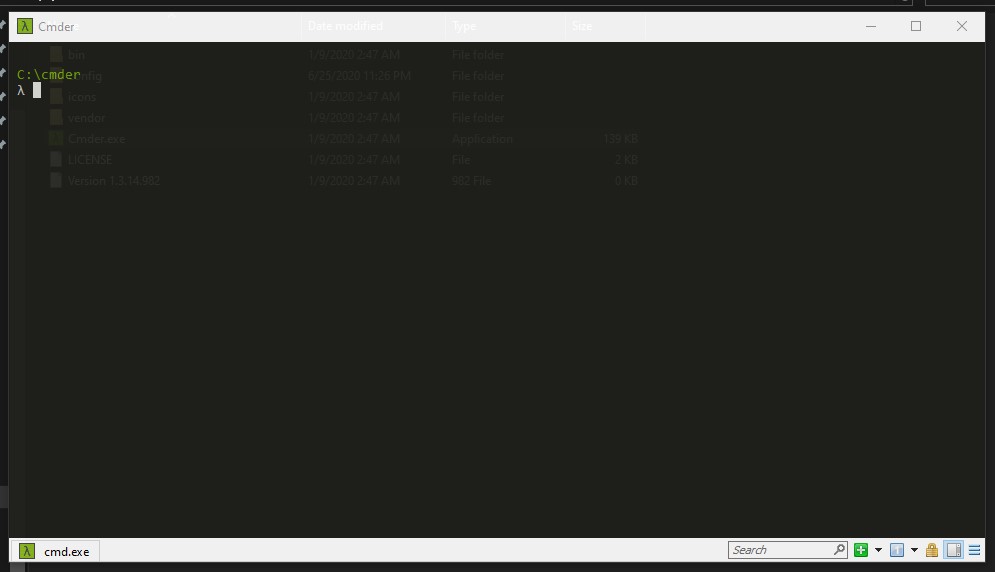 Cmder
Date modified Type Size
bin 1/9/2020 2:47 AM File folder
C:\cmder
6/25/2020 11:26 PM File folder
λ
icons 1/9/2020 2:47 AM File folder
vendor 1/9/2020 2:47 AM File folder
Cmder.exe 1/9/2020 2:47 AM Application 139 KB
LICENSE 1/9/2020 2:47 AM File 2 KB
Version 1.3.14.982 1/9/2020 2:47 AM 982 File 0 KB
λ cmd.exe
Search